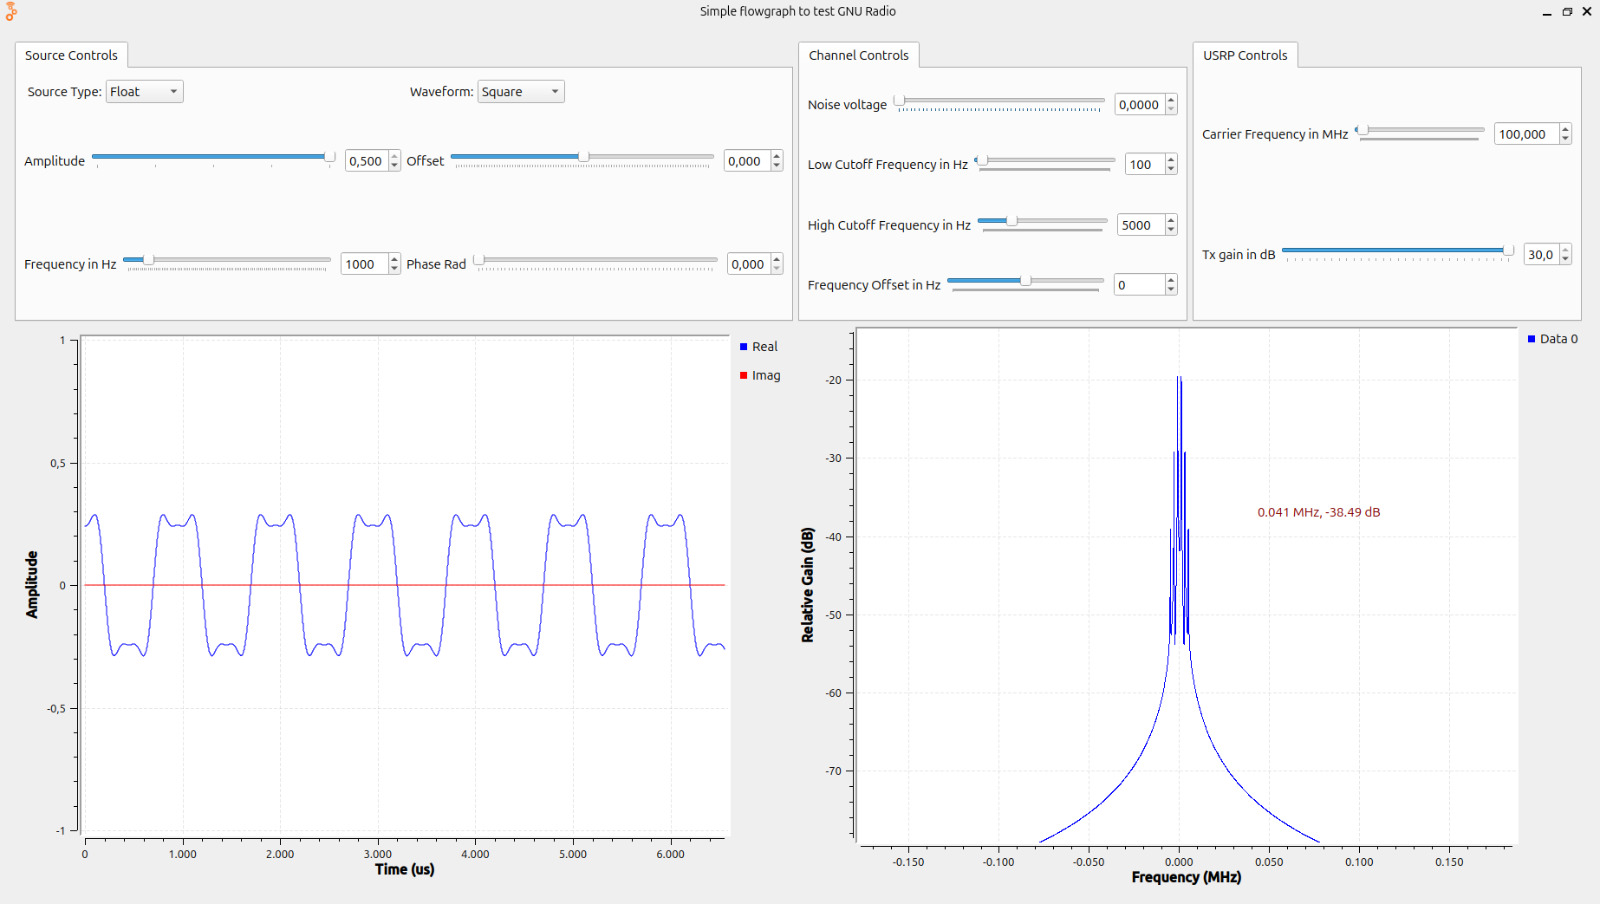 Simple flowgraph to test GNU Radio
Source Controls
Source Type: Float
Waveform: Square
Amplitude 0,500
Offset 0,000
Frequency in Hz 1000
Phase Rad 0,000
Channel Controls
Noise voltage 0,0000
Low Cutoff Frequency in Hz 100
High Cutoff Frequency in Hz 5000
Frequency Offset in Hz 0
USRP Controls
Carrier Frequency in MHz 100,000
Tx gain in dB 30,0
1
0,5
0
-0,5
-1
Amplitude
0 1.000 2.000 3.000 4.000 5.000 6.000
Time (us)
Real
Imag
-20
-30
-40
-50
-60
-70
Relative Gain (dB)
0.041 MHz, -38.49 dB
-0.150 -0.100 -0.050 0.000 0.050 0.100 0.150
Frequency (MHz)
Data 0